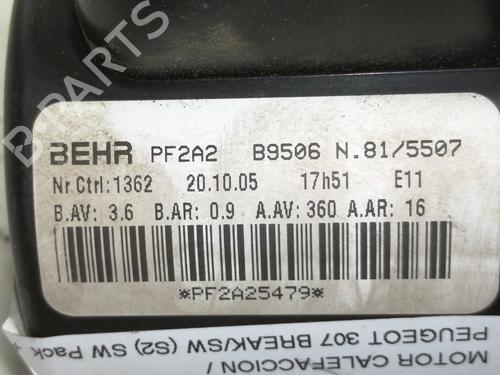 B-PARTS
BEHR PF2A2 B9506 N.81/5507
Nr Ctrl:1362 20.10.05 17h51 E11
B.AV: 3.6 B.AR: 0.9 A.AV: 360 A.AR: 16
*PF2A25479*
MOTOR CALEFACCION /
PEUGEOT 307 BREAK/SW (S2) SW Pack